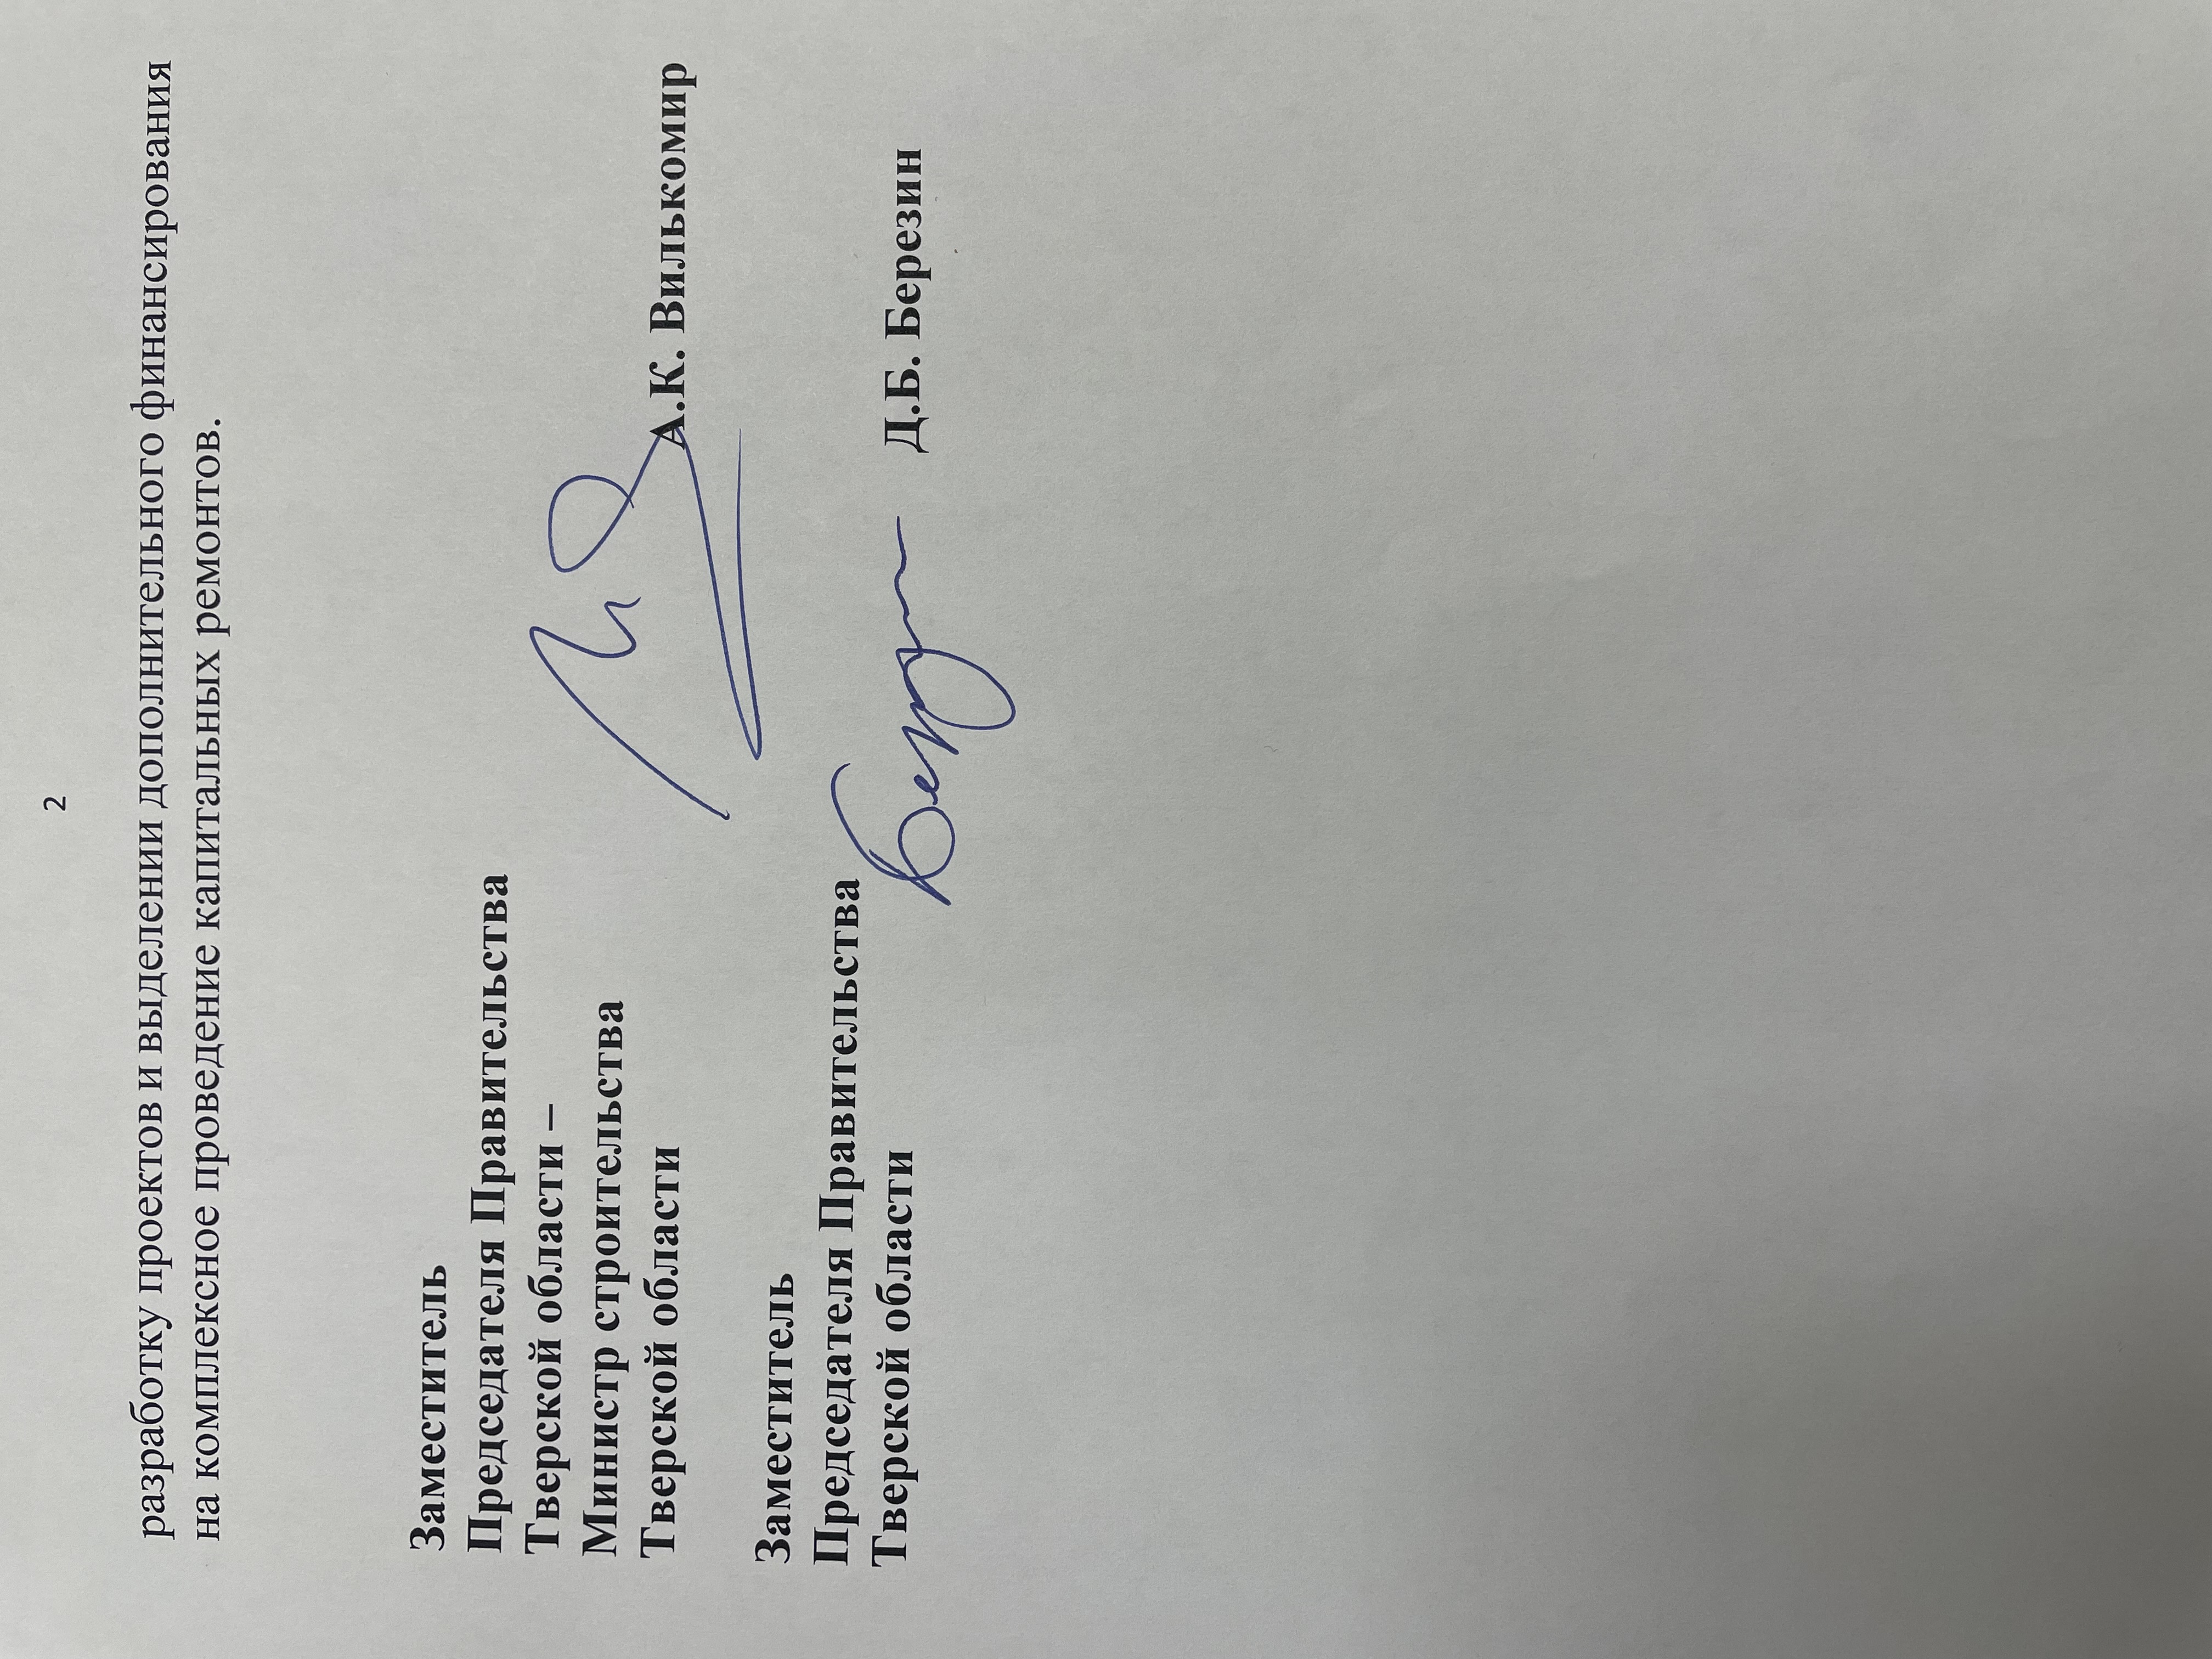 2
разработку проектов и выделении дополнительного финансирования
на комплексное проведение капитальных ремонтов.
Заместитель
Председателя Правительства
Тверской области –
Министр строительства
Тверской области
А.К. Вилькомир
Заместитель
Председателя Правительства
Тверской области
Д.Б. Березин